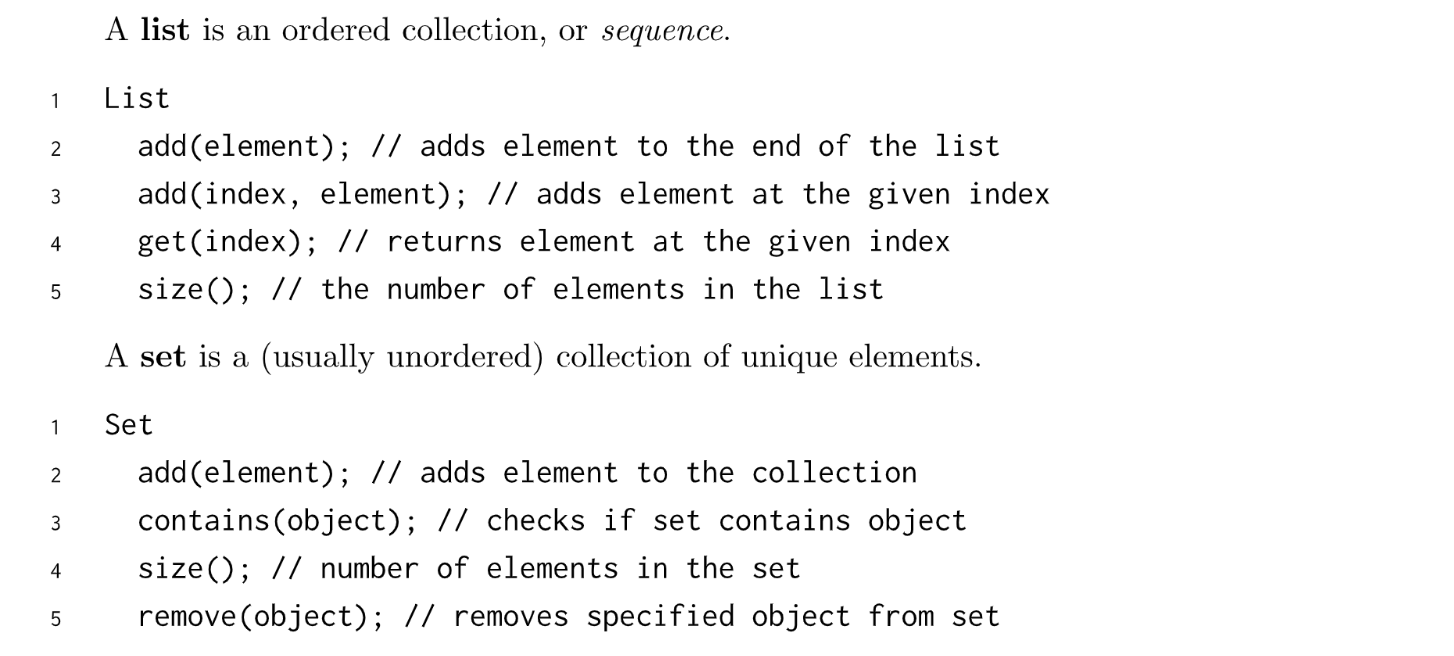 A list is an ordered collection, or sequence.
1 List
2 add(element); // adds element to the end of the list
3 add(index, element); // adds element at the given index
4 get(index); // returns element at the given index
5 size(); // the number of elements in the list
A set is a (usually unordered) collection of unique elements.
1 Set
2 add(element); // adds element to the collection
3 contains(object); // checks if set contains object
4 size(); // number of elements in the set
5 remove(object); // removes specified object from set